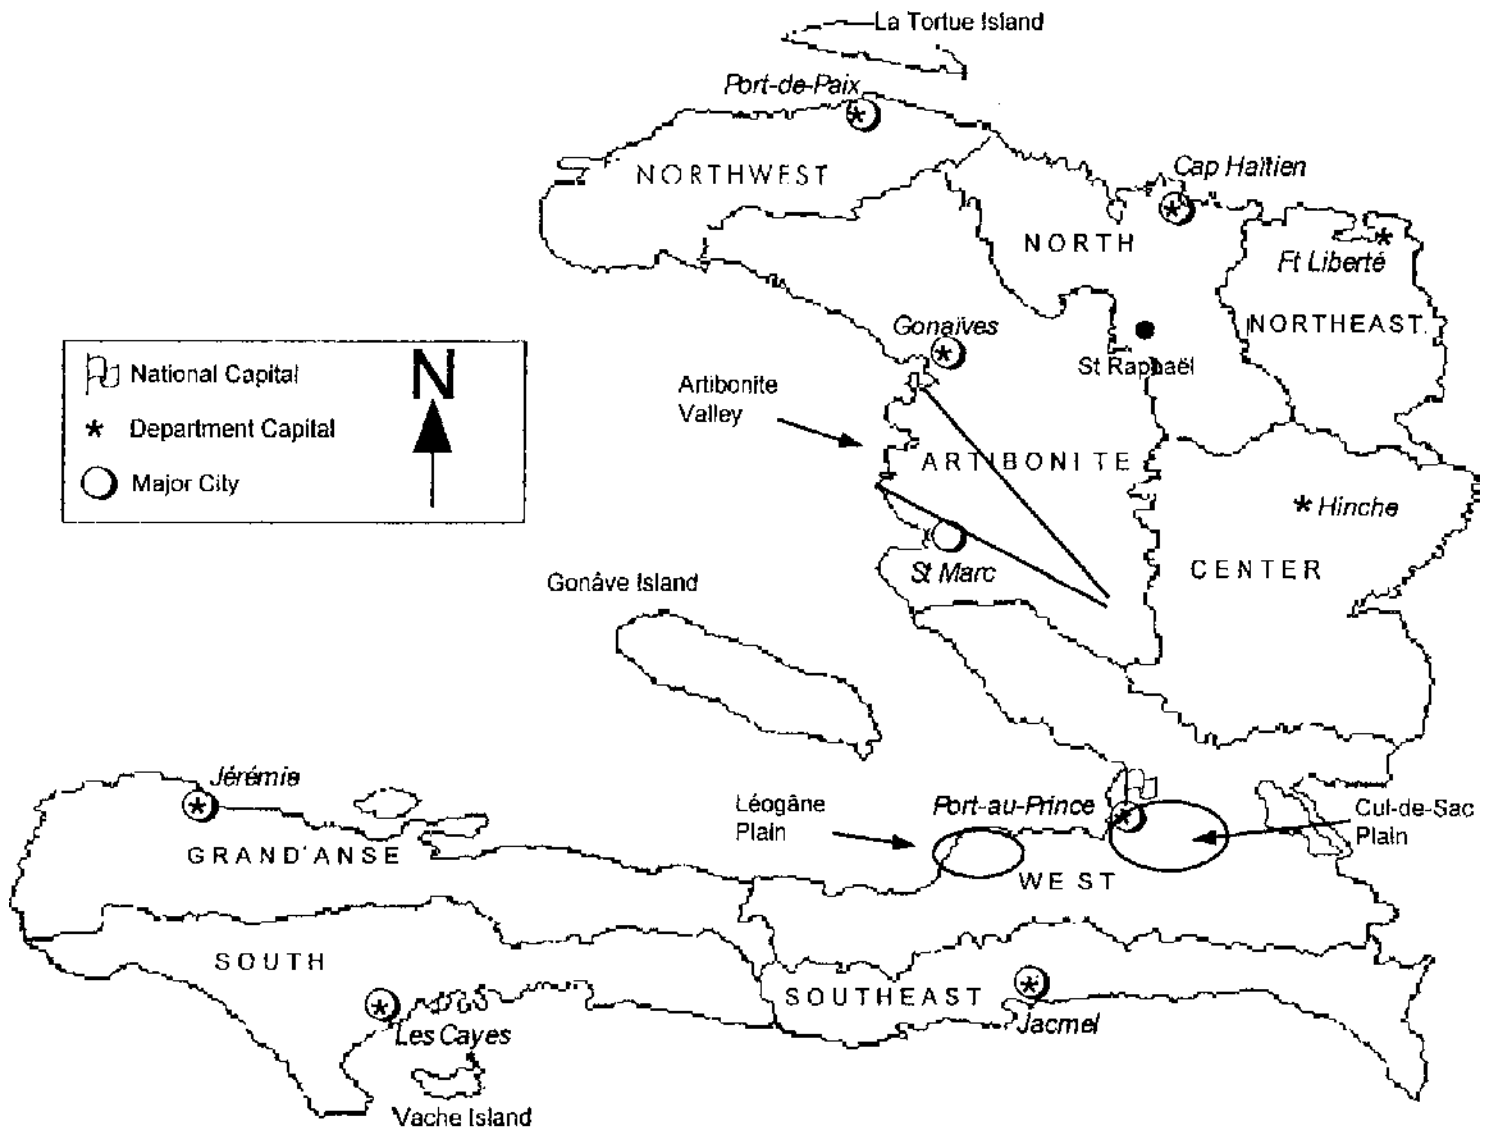 La Tortue Island
Port-de-Paix
NORTHWEST
Cap Haïtien
NORTH
Ft Liberté
NORTHEAST
Gonaïves
St Raphaël
National Capital
N
Department Capital
Major City
Artibonite
Valley
ARTIBONITE
Hinche
CENTER
St Marc
Gonâve Island
Jérémie
Léogâne
Plain
Port-au-Prince
Cul-de-Sac
Plain
GRAND'ANSE
WEST
SOUTH
SOUTHEAST
Jacmel
Les Cayes
Vache Island